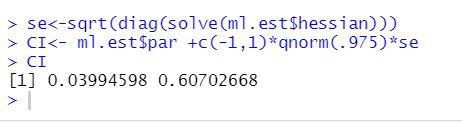 > se<-sqrt(diag(solve(ml.est$hessian)))
> CI<- ml.est$par +c(-1,1)*qnorm(.975)*se
> CI
[1] 0.03994598 0.60702668
>